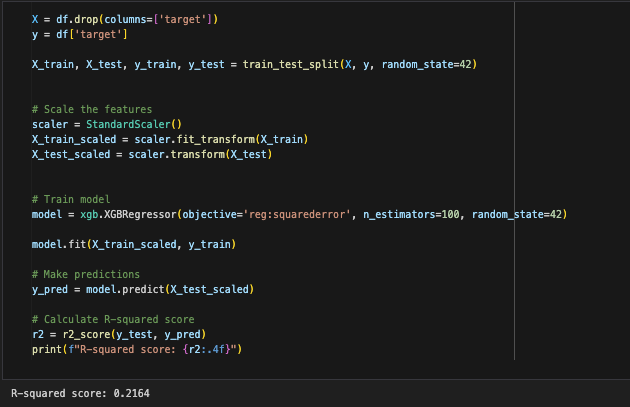 X = df.drop(columns=['target'])
y = df['target']
X_train, X_test, y_train, y_test = train_test_split(X, y, random_state=42)
# Scale the features
scaler = StandardScaler()
X_train_scaled = scaler.fit_transform(X_train)
X_test_scaled = scaler.transform(X_test)
# Train model
model = xgb.XGBRegressor(objective='reg:squarederror', n_estimators=100, random_state=42)
model.fit(X_train_scaled, y_train)
# Make predictions
y_pred = model.predict(X_test_scaled)
# Calculate R-squared score
r2 = r2_score(y_test, y_pred)
print(f"R-squared score: {r2:.4f}")
R-squared score: 0.2164